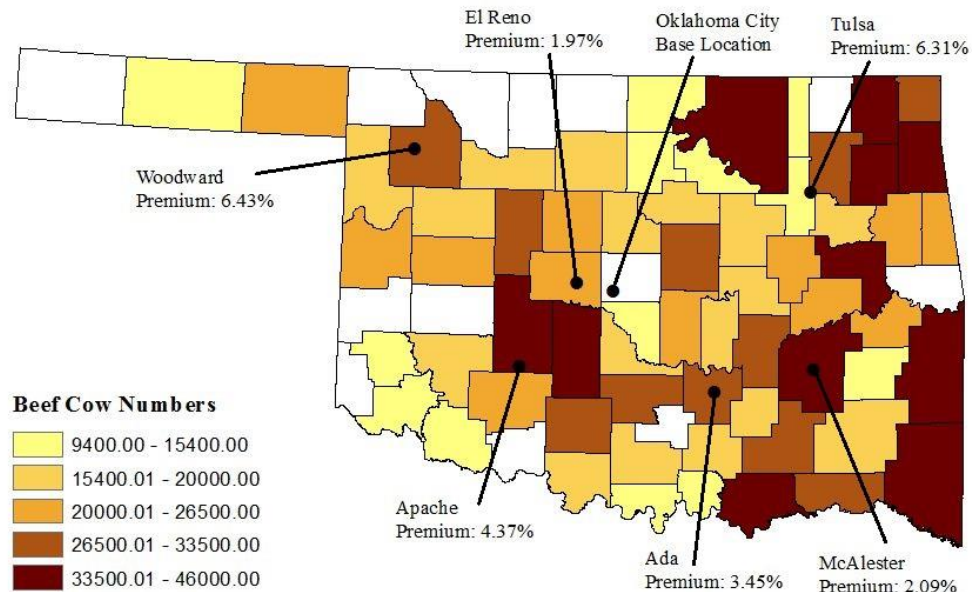 El Reno
Premium: 1.97%
Oklahoma City
Base Location
Tulsa
Premium: 6.31%
Woodward
Premium: 6.43%
Beef Cow Numbers
9400.00 - 15400.00
15400.01 - 20000.00
20000.01 - 26500.00
26500.01 - 33500.00
33500.01 - 46000.00
Apache
Premium: 4.37%
Ada
Premium: 3.45%
McAlester
Premium: 2.09%